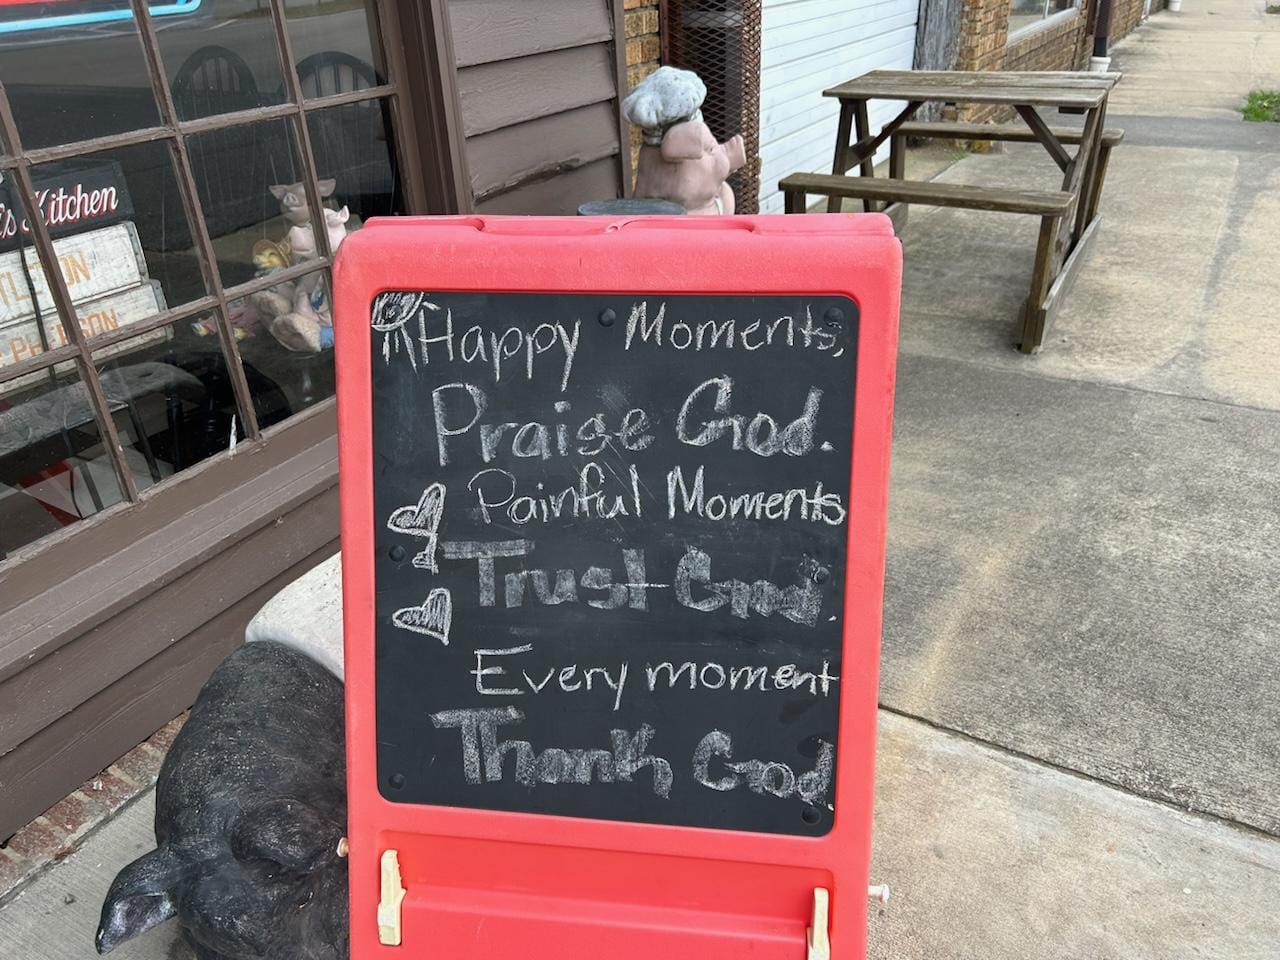 Happy Moments,
Praise God.
Painful Moments
Trust God.
Every moment
Thank God.
Kitchen